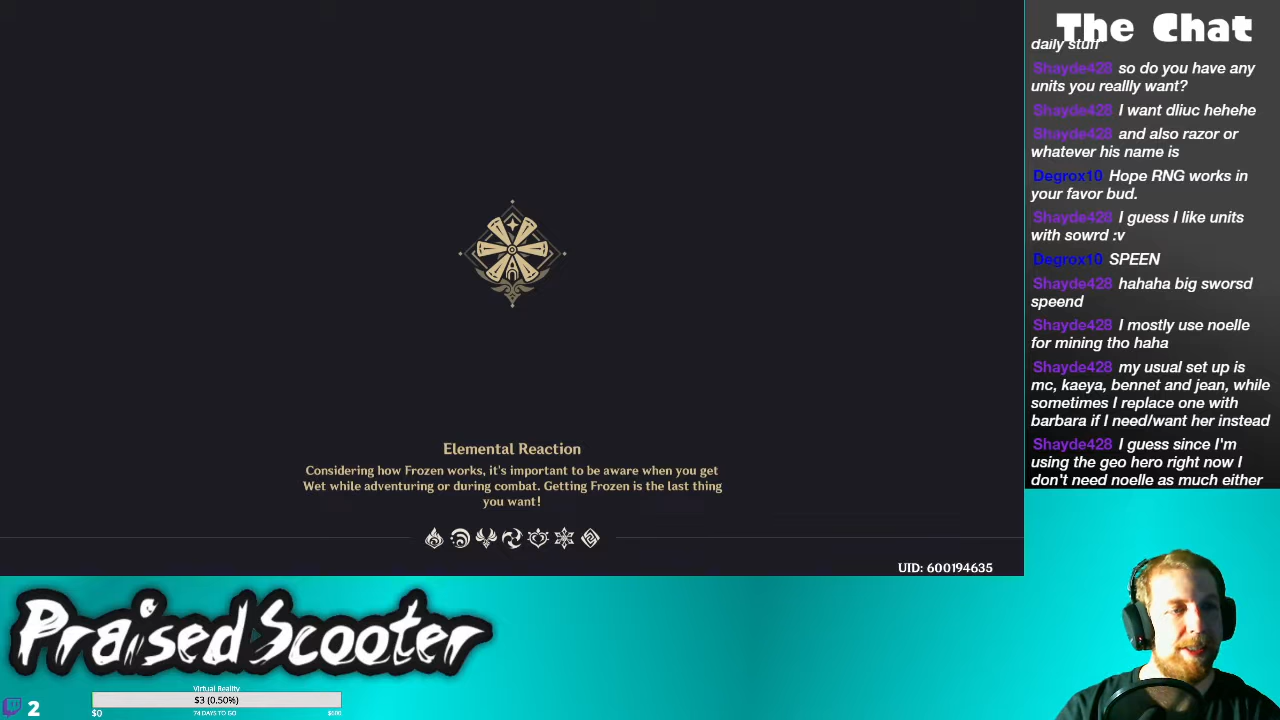 The Chat
daily stuff"
Shayde428 so do you have any
units you reallly want?
Shayde428 I want dliuc hehehe
Shayde428 and also razor or
whatever his name is
Degrox10 Hope RNG works in
your favor bud.
Shayde428 I guess I like units
with sowrd :v
Degrox10 SPEEN
Shayde428 hahaha big sworsd
speend
Shayde428 I mostly use noelle
for mining tho haha
Shayde428 my usual set up is
mc, kaeya, bennet and jean, while
sometimes I replace one with
barbara if I need/want her instead
Shayde428 I guess since I'm
using the geo hero right now I
don't need noelle as much either
Elemental Reaction
Considering how Frozen works, it's important to be aware when you get
Wet while adventuring or during combat. Getting Frozen is the last thing
you want!
UID: 600194635
PraisedScooter
2
Virtual Reality
$3 (0.50%)
$0
74 DAYS TO GO
$600